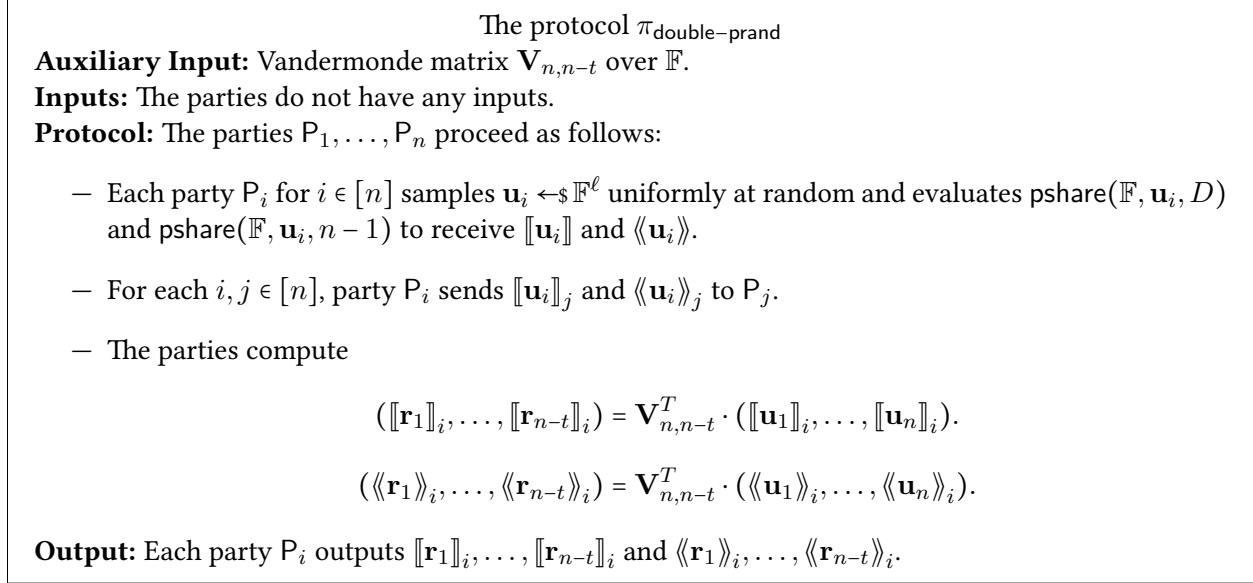 The protocol π_double−prand
Auxiliary Input: Vandermonde matrix 𝐕_{n,n−t} over 𝔽.
Inputs: The parties do not have any inputs.
Protocol: The parties P_1, . . . , P_n proceed as follows:
– Each party P_i for i ∈ [n] samples 𝐮_i ←$ 𝔽^ℓ uniformly at random and evaluates pshare(𝔽, 𝐮_i, D)
and pshare(𝔽, 𝐮_i, n − 1) to receive ⟦𝐮_i⟧ and ⟪𝐮_i⟫.
– For each i, j ∈ [n], party P_i sends ⟦𝐮_i⟧_j and ⟪𝐮_i⟫_j to P_j.
– The parties compute
(⟦𝐫_1⟧_i, . . . , ⟦𝐫_{n−t}⟧_i) = 𝐕^T_{n,n−t} · (⟦𝐮_1⟧_i, . . . , ⟦𝐮_n⟧_i).
(⟪𝐫_1⟫_i, . . . , ⟪𝐫_{n−t}⟫_i) = 𝐕^T_{n,n−t} · (⟪𝐮_1⟫_i, . . . , ⟪𝐮_n⟫_i).
Output: Each party P_i outputs ⟦𝐫_1⟧_i, . . . , ⟦𝐫_{n−t}⟧_i and ⟪𝐫_1⟫_i, . . . , ⟪𝐫_{n−t}⟫_i.